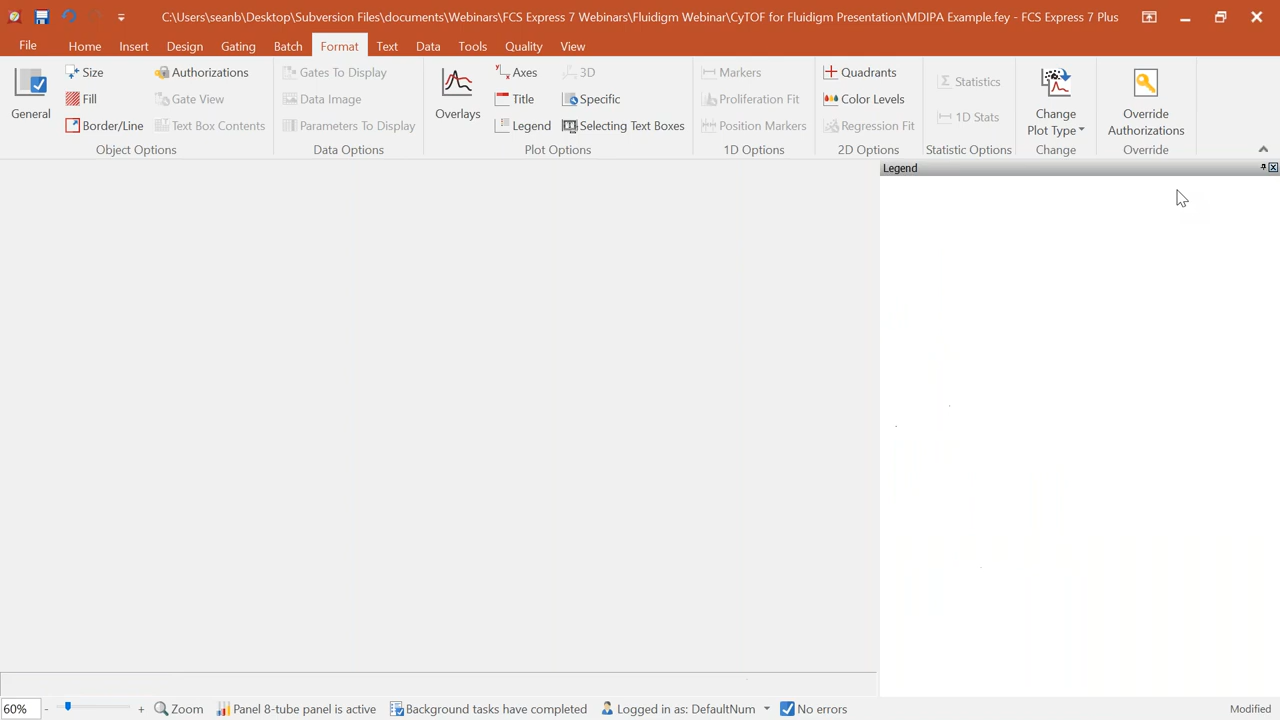 C:\Users\seanb\Desktop\Subversion Files\documents\Webinars\FCS Express 7 Webinars\Fluidigm Webinar\CyTOF for Fluidigm Presentation\MDIPA Example.fey - FCS Express 7 Plus
File Home Insert Design Gating Batch Format Text Data Tools Quality View
General
Size
Fill
Border/Line
Authorizations
Gate View
Text Box Contents
Object Options
Gates To Display
Data Image
Parameters To Display
Data Options
Overlays
Axes
Title
Legend
3D
Specific
Selecting Text Boxes
Plot Options
Markers
Proliferation Fit
Position Markers
1D Options
Quadrants
Color Levels
Regression Fit
2D Options
Statistics
1D Stats
Statistic Options
Change
Plot Type
Change
Override
Authorizations
Override
Legend
60% - + Zoom Panel 8-tube panel is active Background tasks have completed Logged in as: DefaultNum No errors Modified